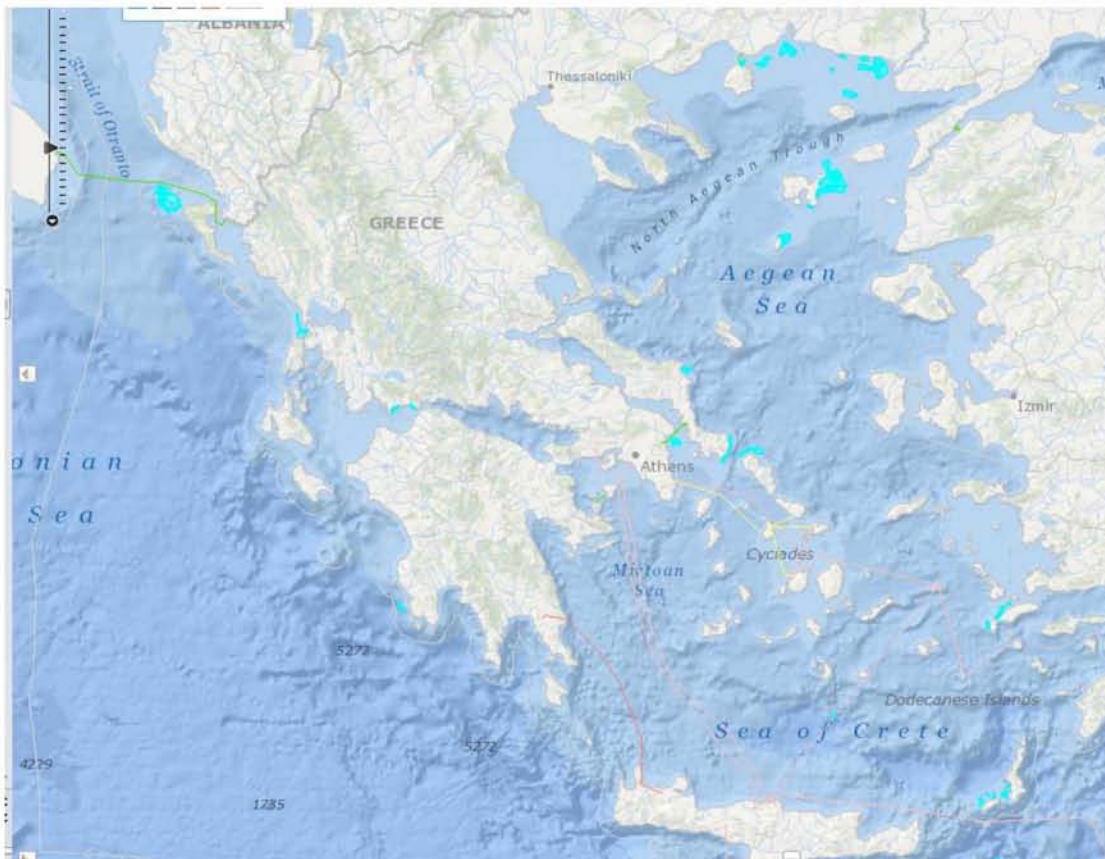 ALBANIA
Strait of Otranto
Thessaloniki
GREECE
North Aegean Trough
Aegean
Sea
Izmir
onian
Sea
Athens
Cyclades
Mirtoan
Sea
5272
Dodecanese Islands
Sea of Crete
5272
4229
1735